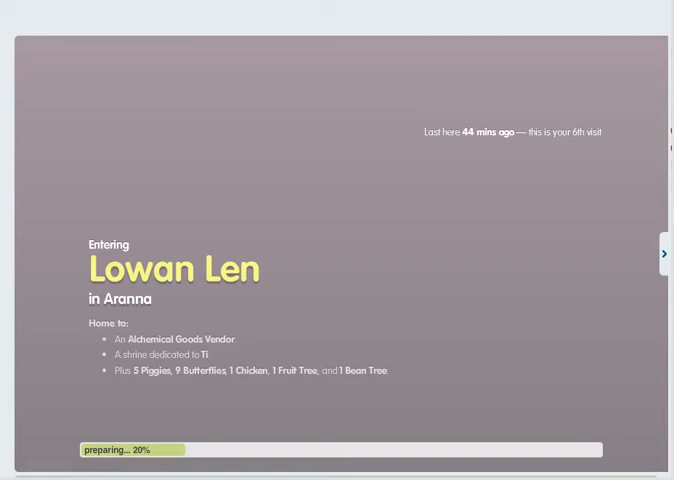 Last here 44 mins ago — this is your 6th visit
Entering
Lowan Len
in Aranna
Home to:
• An Alchemical Goods Vendor.
• A shrine dedicated to Ti.
• Plus 5 Piggies, 9 Butterflies, 1 Chicken, 1 Fruit Tree, and 1 Bean Tree.
preparing... 20%